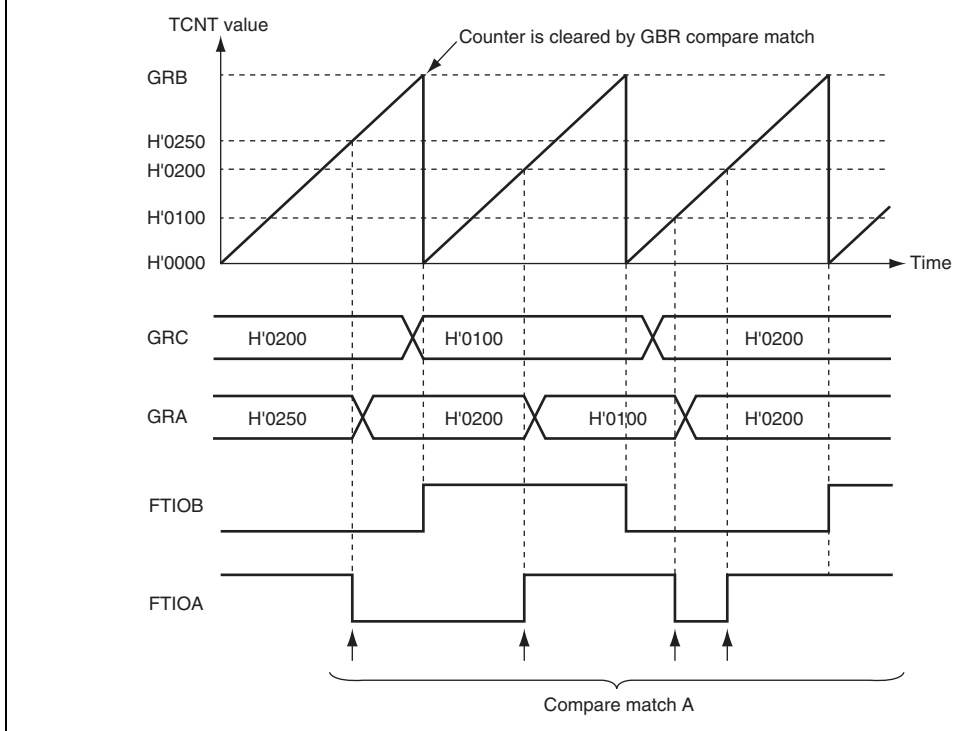 TCNT value
Counter is cleared by GBR compare match
GRB
H'0250
H'0200
H'0100
H'0000
Time
GRC
H'0200
H'0100
H'0200
GRA
H'0250
H'0200
H'0100
H'0200
FTIOB
FTIOA
Compare match A